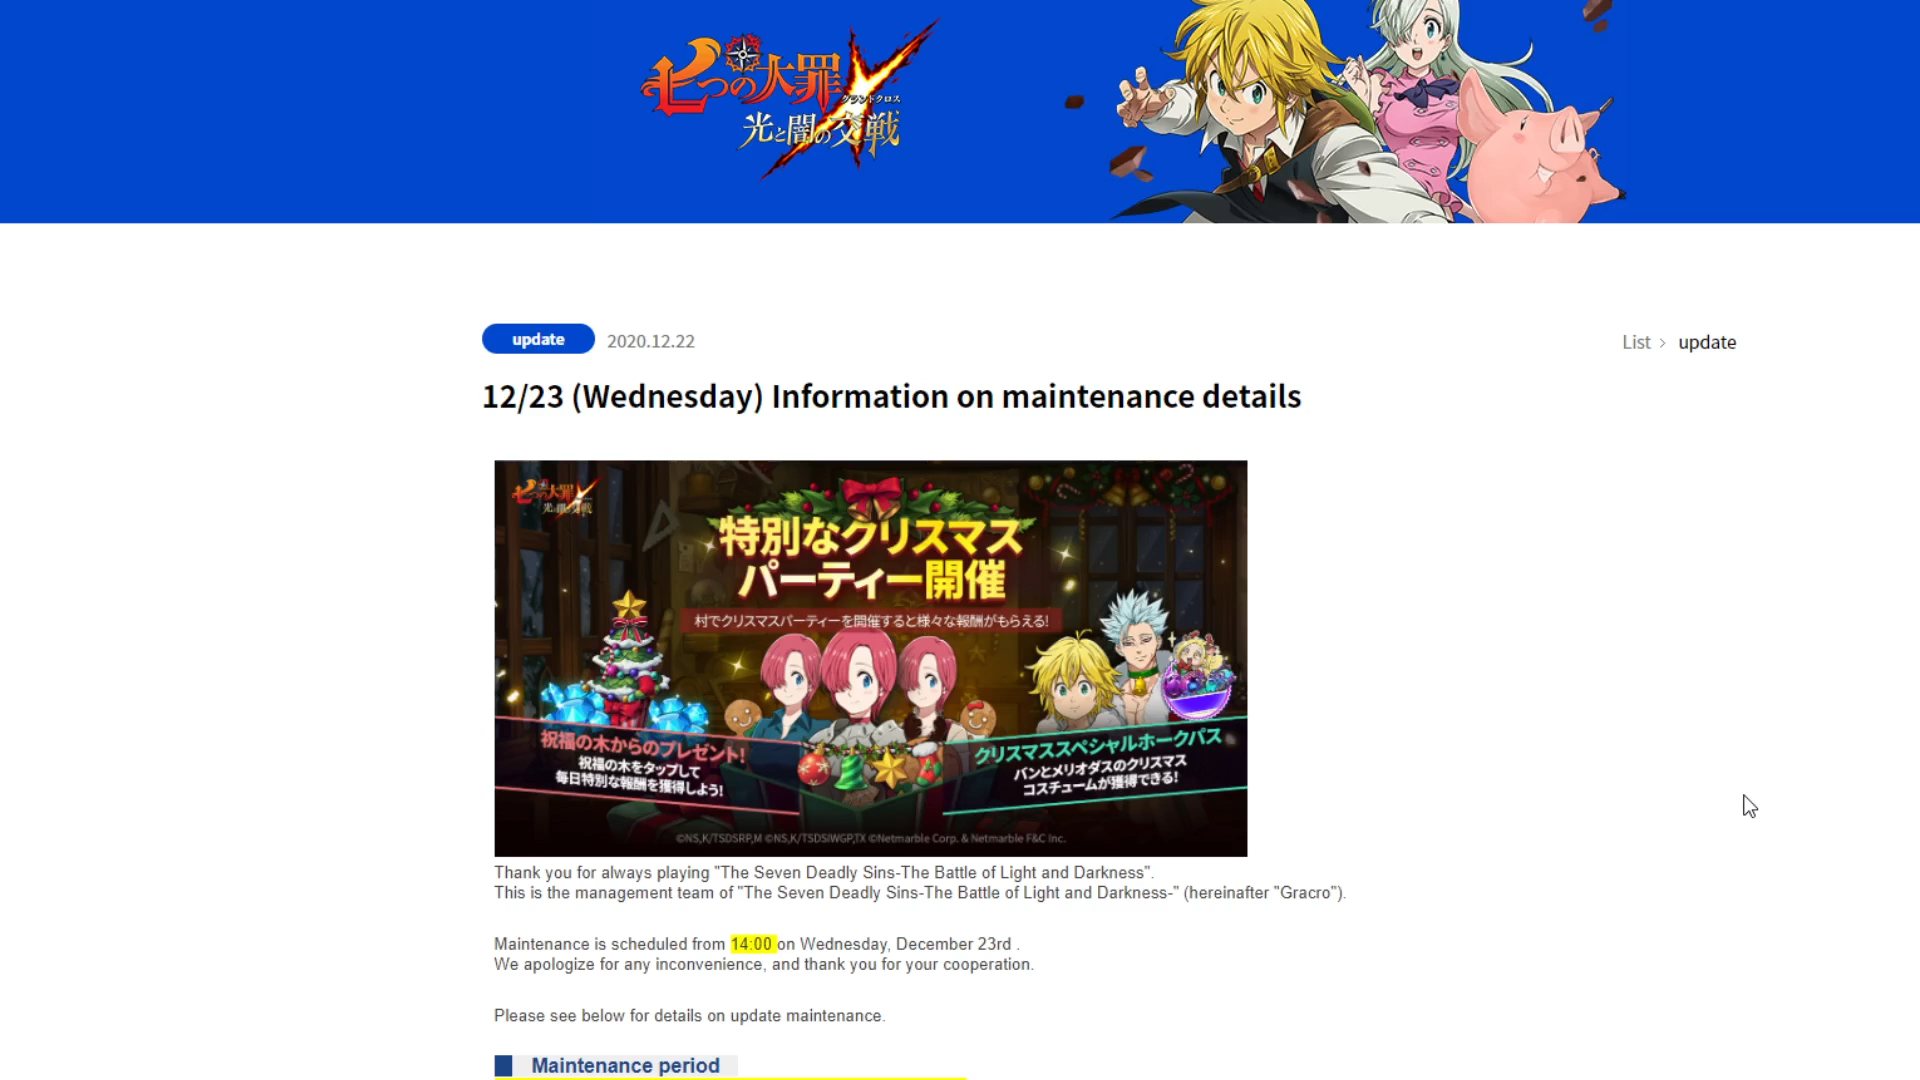 七つの大罪
グランドクロス
光と闇の交戦
update 2020.12.22
List > update
12/23 (Wednesday) Information on maintenance details
七つの大罪
光と闇の交戦
特別なクリスマス
パーティー開催
村でクリスマスパーティーを開催すると様々な報酬がもらえる!
祝福の木からのプレゼント!
祝福の木をタップして
毎日特別な報酬を獲得しよう!
クリスマススペシャルホークパス
バンとメリオダスのクリスマス
コスチュームが獲得できる!
©NS,K/TSDSRP,M ©NS,K/TSDSIWGP,TX ©Netmarble Corp. & Netmarble F&C Inc.
Thank you for always playing "The Seven Deadly Sins-The Battle of Light and Darkness".
This is the management team of "The Seven Deadly Sins-The Battle of Light and Darkness-" (hereinafter "Gracro").
Maintenance is scheduled from 14:00 on Wednesday, December 23rd .
We apologize for any inconvenience, and thank you for your cooperation.
Please see below for details on update maintenance.
Maintenance period